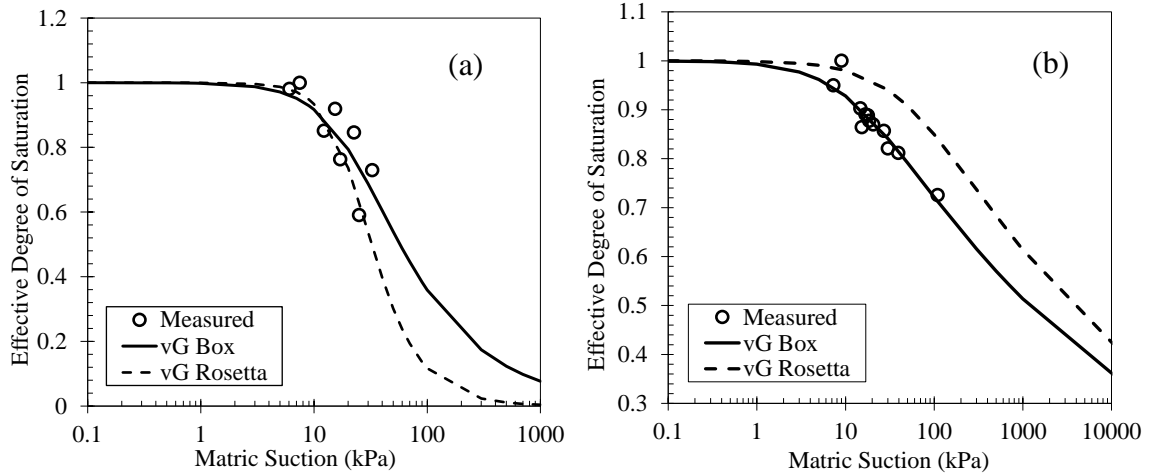 1.2
1
0.8
0.6
0.4
0.2
0
0.1
1
10
100
1000
Effective Degree of Saturation
Matric Suction (kPa)
(a)
Measured
vG Box
vG Rosetta
1.1
1
0.9
0.8
0.7
0.6
0.5
0.4
0.3
0.1
1
10
100
1000
10000
Effective Degree of Saturation
Matric Suction (kPa)
(b)
Measured
vG Box
vG Rosetta